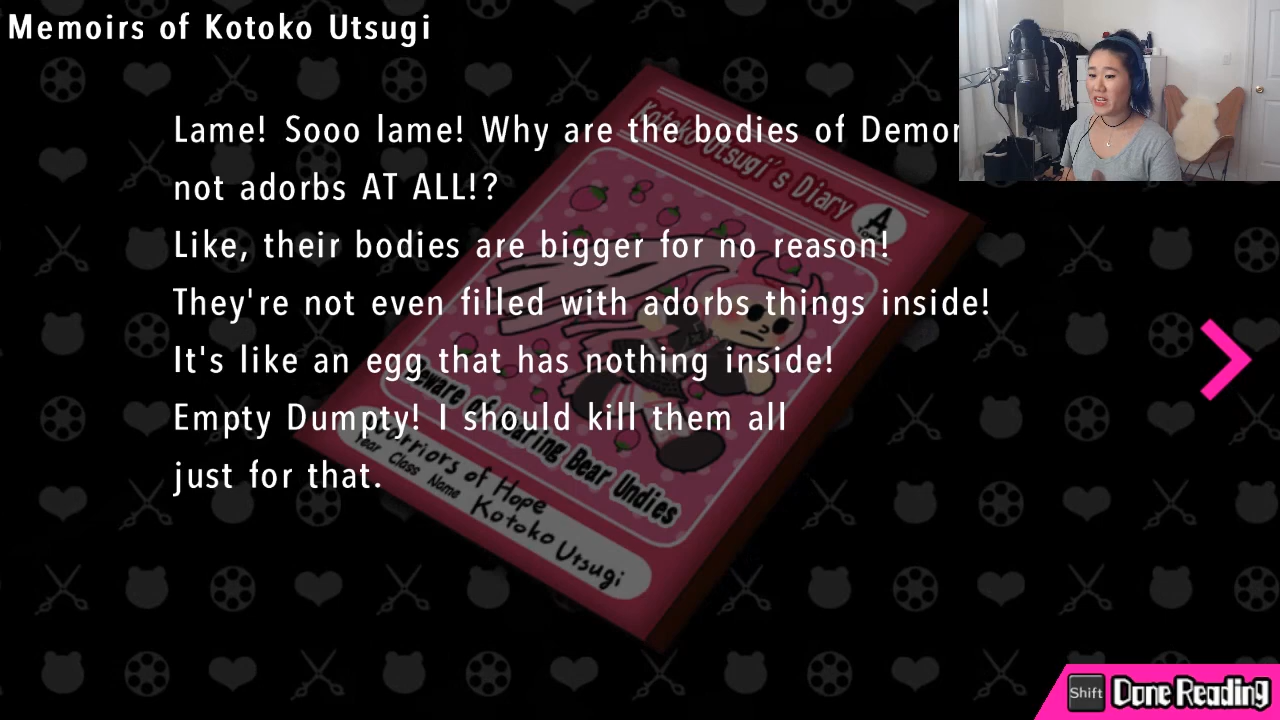 Memoirs of Kotoko Utsugi
Lame! Sooo lame! Why are the bodies of
not adorbs AT ALL!?
Like, their bodies are bigger for no reason!
They're not even filled with adorbs things inside!
It's like an egg that has nothing inside!
Empty Dumpty! I should kill them all
just for that.
Kotoko Utsugi's Diary
A
Beware of Soaring Bear Undies
Warriors of Hope
Year Class Name Kotoko Utsugi
Shift Done Reading